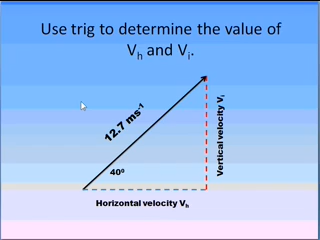 Use trig to determine the value of
Vₕ and Vᵢ.
12.7 ms⁻¹
Vertical velocity Vᵢ
40⁰
Horizontal velocity Vₕ